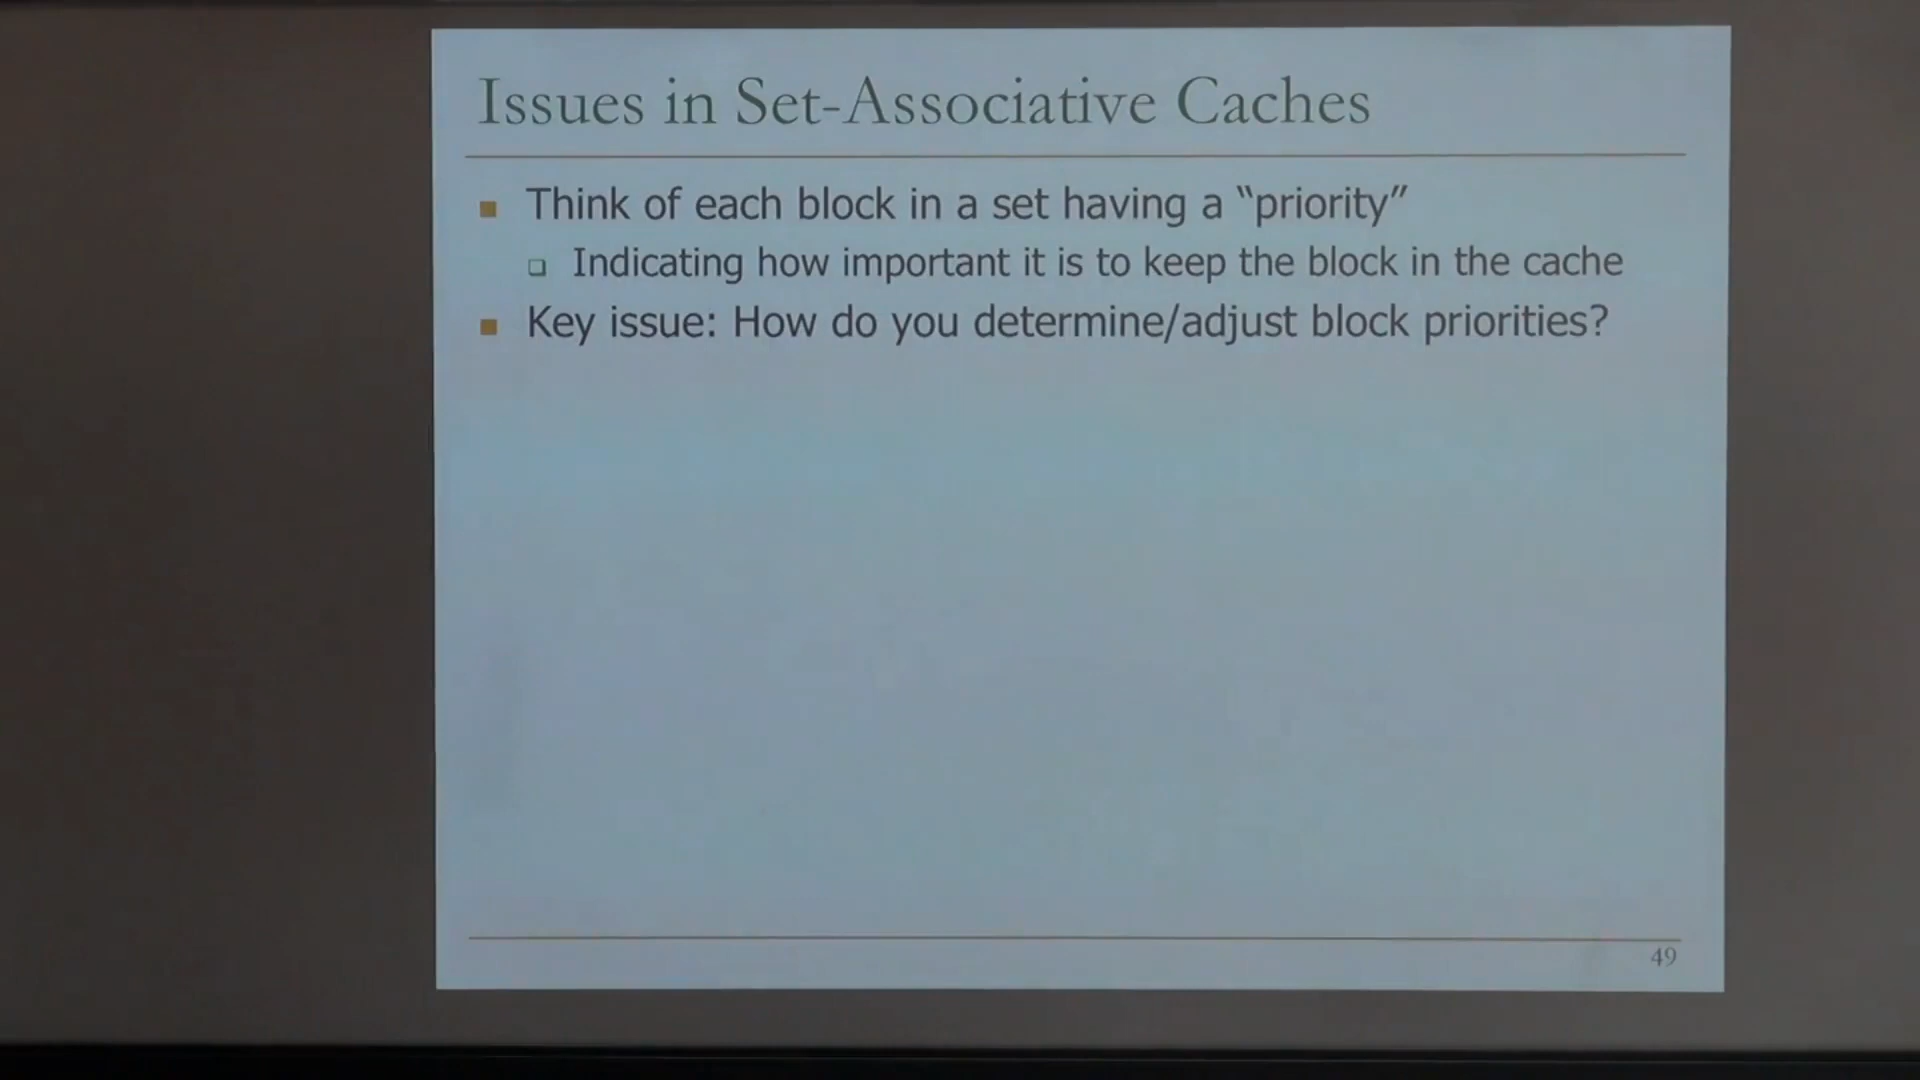 Issues in Set-Associative Caches
Think of each block in a set having a “priority”
Indicating how important it is to keep the block in the cache
Key issue: How do you determine/adjust block priorities?
49